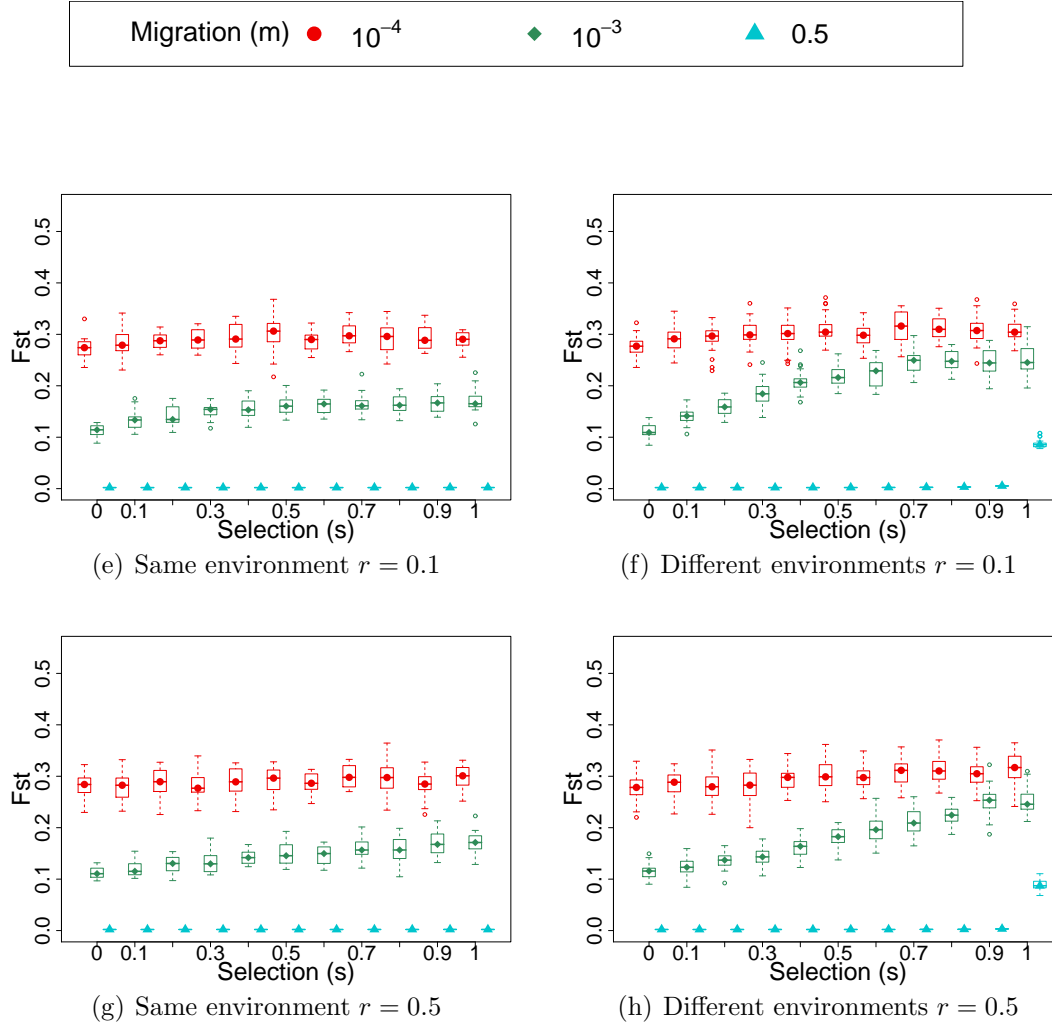 Migration (m) 10⁻⁴ 10⁻³ 0.5
Fst
0.0 0.1 0.2 0.3 0.4 0.5
0 0.1 0.3 0.5 0.7 0.9 1
Selection (s)
(e) Same environment r = 0.1
Fst
0.0 0.1 0.2 0.3 0.4 0.5
0 0.1 0.3 0.5 0.7 0.9 1
Selection (s)
(f) Different environments r = 0.1
Fst
0.0 0.1 0.2 0.3 0.4 0.5
0 0.1 0.3 0.5 0.7 0.9 1
Selection (s)
(g) Same environment r = 0.5
Fst
0.0 0.1 0.2 0.3 0.4 0.5
0 0.1 0.3 0.5 0.7 0.9 1
Selection (s)
(h) Different environments r = 0.5